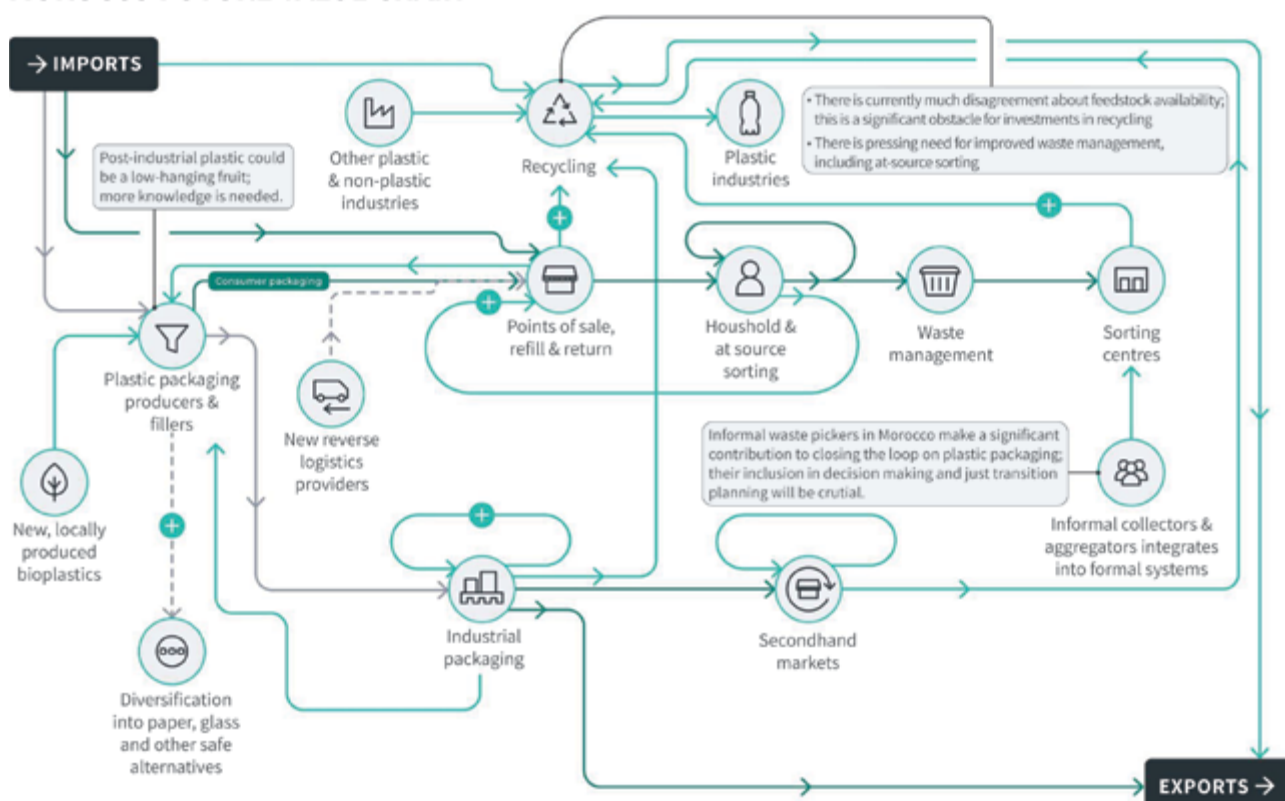 → IMPORTS
Post-industrial plastic could
be a low-hanging fruit;
more knowledge is needed.
Other plastic
& non-plastic
industries
Recycling
Plastic
industries
• There is currently much disagreement about feedstock availability;
this is a significant obstacle for investments in recycling
• There is pressing need for improved waste management,
including at-source sorting
Consumer packaging
Points of sale,
refill & return
Houshold &
at source
sorting
Waste
management
Sorting
centres
Plastic packaging
producers &
fillers
New reverse
logistics
providers
New, locally
produced
bioplastics
Informal waste pickers in Morocco make a significant
contribution to closing the loop on plastic packaging;
their inclusion in decision making and just transition
planning will be crutial.
Informal collectors &
aggregators integrates
into formal systems
Industrial
packaging
Secondhand
markets
Diversification
into paper, glass
and other safe
alternatives
EXPORTS →